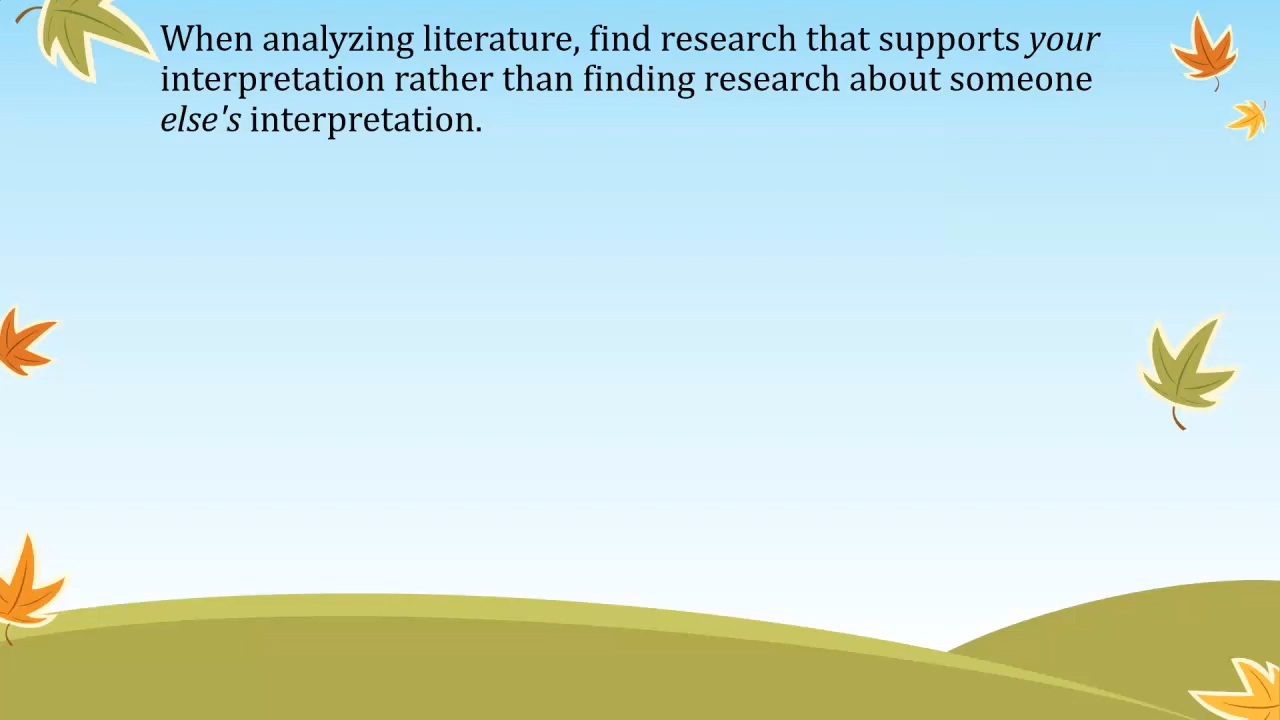 When analyzing literature, find research that supports your
interpretation rather than finding research about someone
else's interpretation.